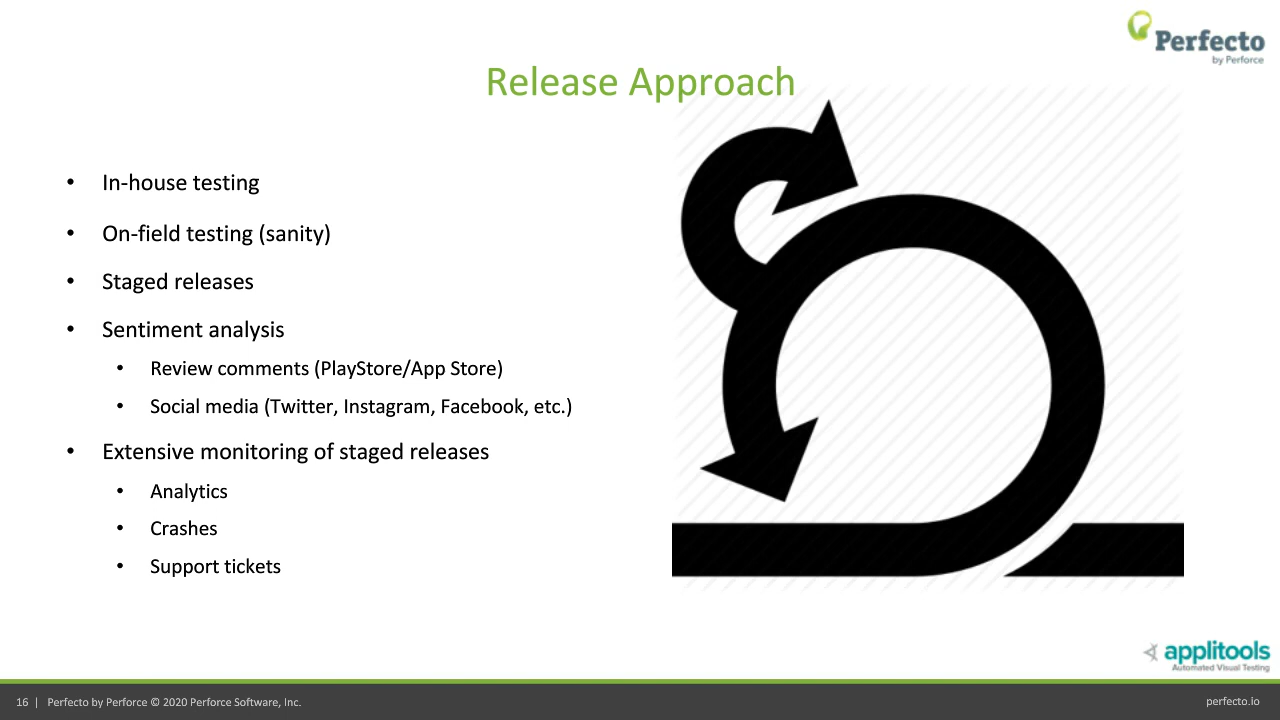 Perfecto
by Perforce
Release Approach
• In-house testing
• On-field testing (sanity)
• Staged releases
• Sentiment analysis
• Review comments (PlayStore/App Store)
• Social media (Twitter, Instagram, Facebook, etc.)
• Extensive monitoring of staged releases
• Analytics
• Crashes
• Support tickets
applitools
Automated Visual Testing
16 | Perfecto by Perforce © 2020 Perforce Software, Inc.
perfecto.io